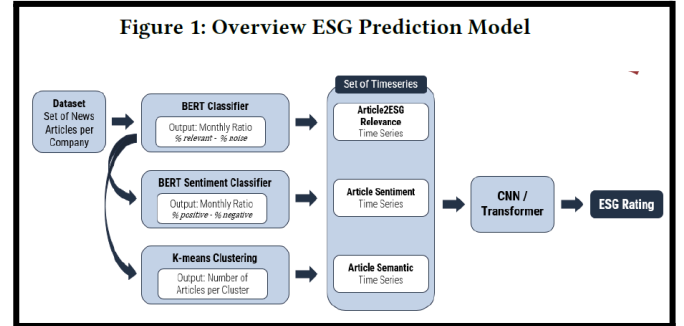 Figure 1: Overview ESG Prediction Model
Dataset
Set of News
Articles per
Company
BERT Classifier
Output: Monthly Ratio
% relevant - % noise
BERT Sentiment Classifier
Output: Monthly Ratio
% positive - % negative
K-means Clustering
Output: Number of
Articles per Cluster
Set of Timeseries
Article2ESG
Relevance
Time Series
Article Sentiment
Time Series
Article Semantic
Time Series
CNN /
Transformer
ESG Rating